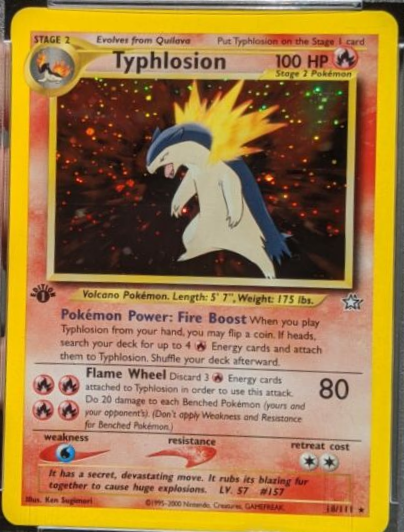 STAGE 2 Evolves from Quilava Put Typhlosion on the Stage 1 card
Typhlosion 100 HP
Stage 2 Pokémon
EDITION
1
Volcano Pokémon. Length: 5' 7", Weight: 175 lbs.
Pokémon Power: Fire Boost When you play
Typhlosion from your hand, you may flip a coin. If heads,
search your deck for up to 4 Energy cards and attach
them to Typhlosion. Shuffle your deck afterward.
Flame Wheel Discard 3 Energy cards
attached to Typhlosion in order to use this attack. 80
Do 20 damage to each Benched Pokémon (yours and
your opponent's). (Don't apply Weakness and Resistance
for Benched Pokémon.)
weakness resistance retreat cost
It has a secret, devastating move. It rubs its blazing fur
together to cause huge explosions. LV. 57 #157
Illus. Ken Sugimori ©1995-2000 Nintendo, Creatures, GAMEFREAK. 18/111